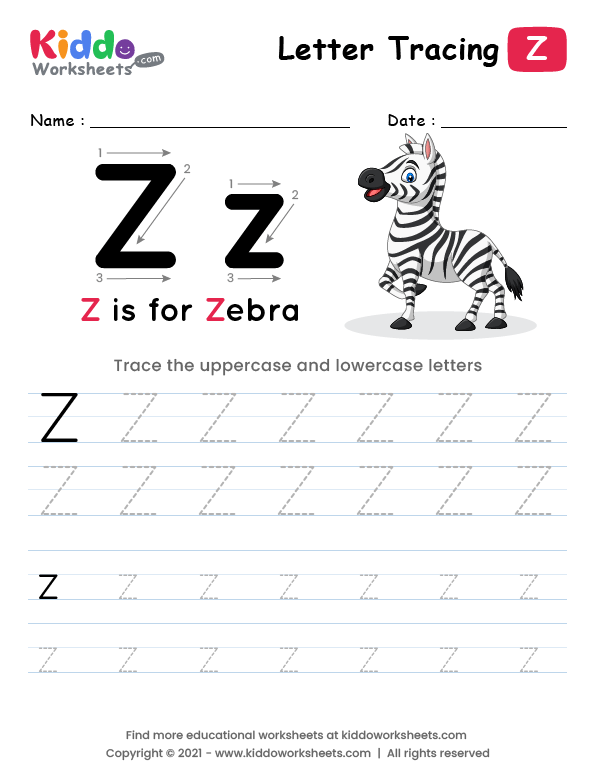 Kiddo
Worksheets.com
Letter Tracing Z
Name : Date :
1 2 3
Z
1 2 3
z
Z is for Zebra
Trace the uppercase and lowercase letters
Z Z Z Z Z Z Z
Z Z Z Z Z Z Z
z z z z z z z
z z z z z z z
Find more educational worksheets at kiddoworksheets.com
Copyright © 2021 - www.kiddoworksheets.com | All rights reserved